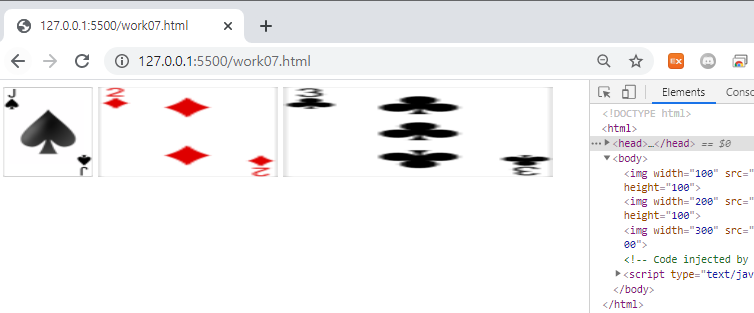 127.0.0.1:5500/work07.html
127.0.0.1:5500/work07.html
Ex
Elements Conso
<!DOCTYPE html>
<html>
<head>…</head> == $0
<body>
<img width="100" src="
height="100">
<img width="200" src="
height="100">
<img width="300" src="
00">
<!-- Code injected by
<script type="text/jav
</body>
</html>
J
J
2
2
3
3